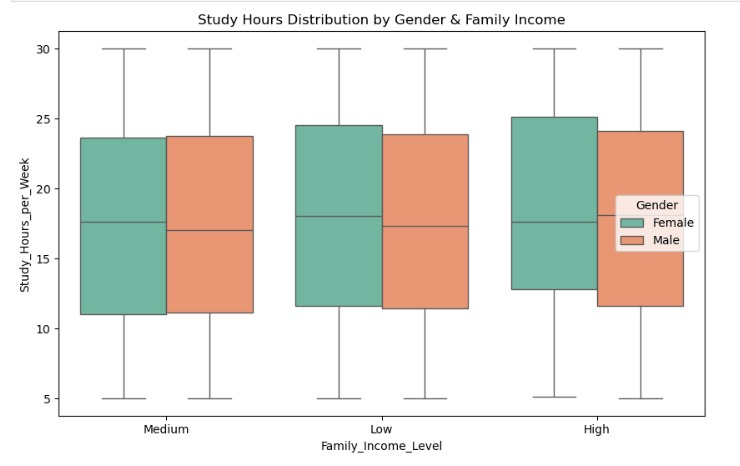 Study Hours Distribution by Gender & Family Income
Study_Hours_per_Week
30
25
20
15
10
5
Gender
Female
Male
Medium Low High
Family_Income_Level